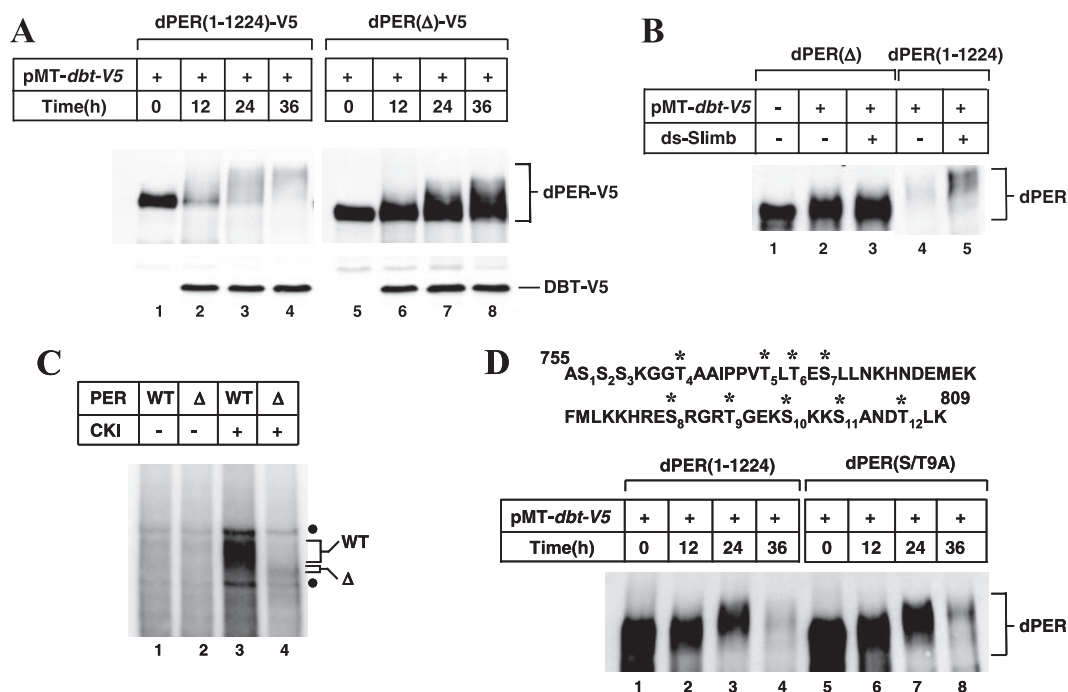 A
dPER(1-1224)-V5 dPER(Δ)-V5
pMT-dbt-V5 + + + + + + + +
Time(h) 0 12 24 36 0 12 24 36
dPER-V5
DBT-V5
1 2 3 4 5 6 7 8
B
dPER(Δ) dPER(1-1224)
pMT-dbt-V5 - + + + +
ds-Slimb - - + - +
dPER
1 2 3 4 5
C
PER WT Δ WT Δ
CKI - - + +
WT
Δ
1 2 3 4
D
755 * * * *
AS1S2S3KGGT4AAIPPVT5LT6ES7LLNKHNDEMEK
* * * * * 809
FMLKKHRES8RGRT9GEKS10KKS11ANDT12LK
dPER(1-1224) dPER(S/T9A)
pMT-dbt-V5 + + + + + + + +
Time(h) 0 12 24 36 0 12 24 36
dPER
1 2 3 4 5 6 7 8